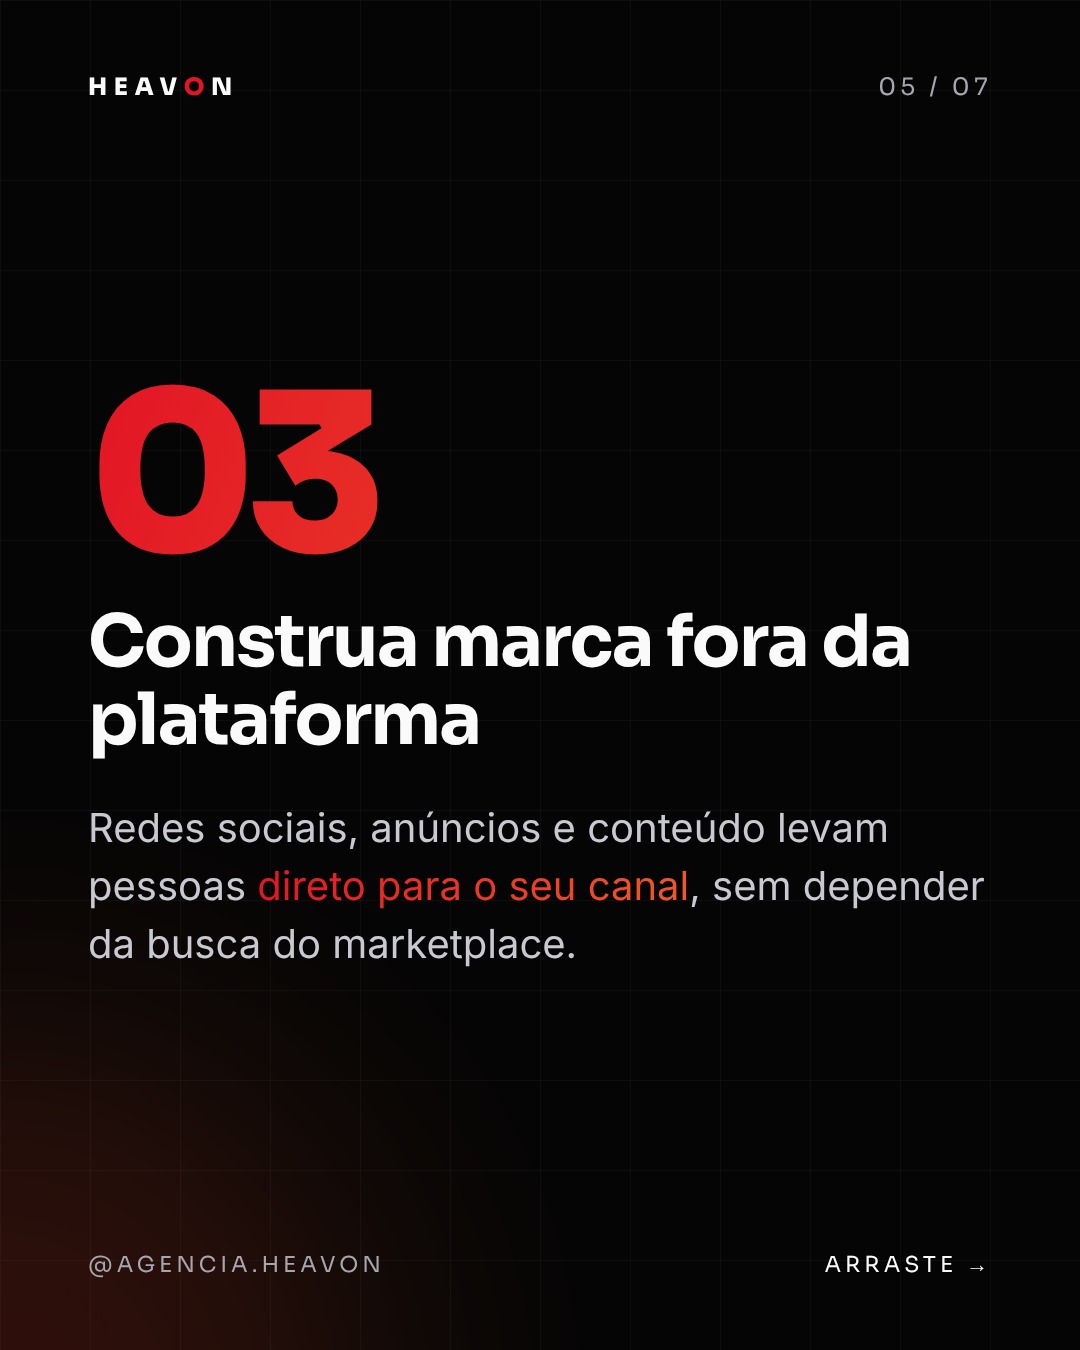 HEAVON
05 / 07
03
Construa marca fora da
plataforma
Redes sociais, anúncios e conteúdo levam
pessoas direto para o seu canal, sem depender
da busca do marketplace.
@AGENCIA.HEAVON
ARRASTE →